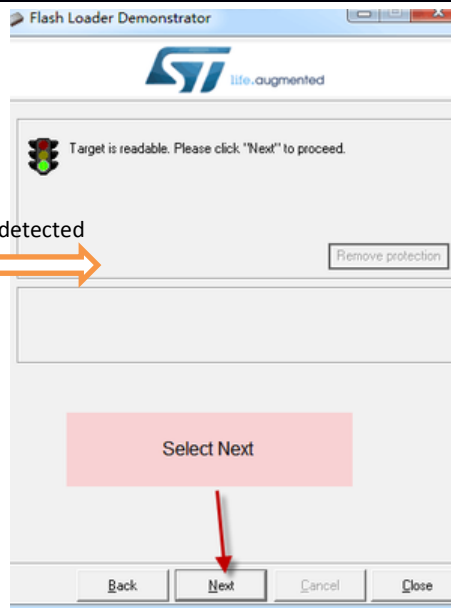 Flash Loader Demonstrator
life.augmented
Target is readable. Please click "Next" to proceed.
detected
Remove protection
Select Next
Back Next Cancel Close